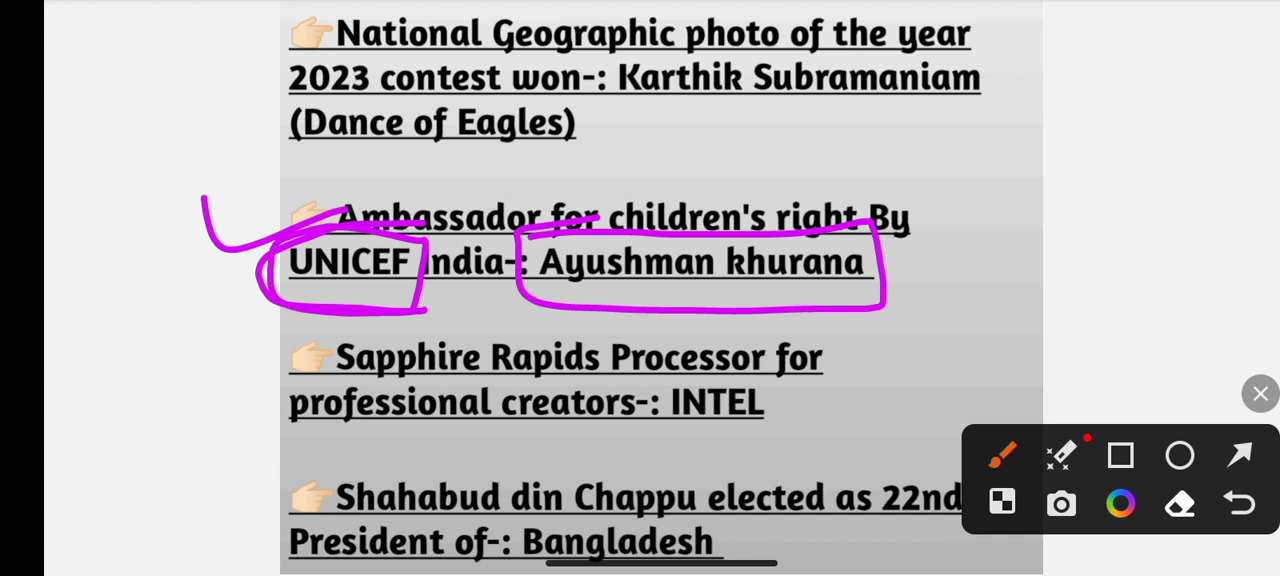 👉🏻National Geographic photo of the year
2023 contest won-: Karthik Subramaniam
(Dance of Eagles)
👉🏻Ambassador for children's right By
UNICEF India-: Ayushman khurana
👉🏻Sapphire Rapids Processor for
professional creators-: INTEL
👉🏻Shahabud din Chappu elected as 22nd
President of-: Bangladesh